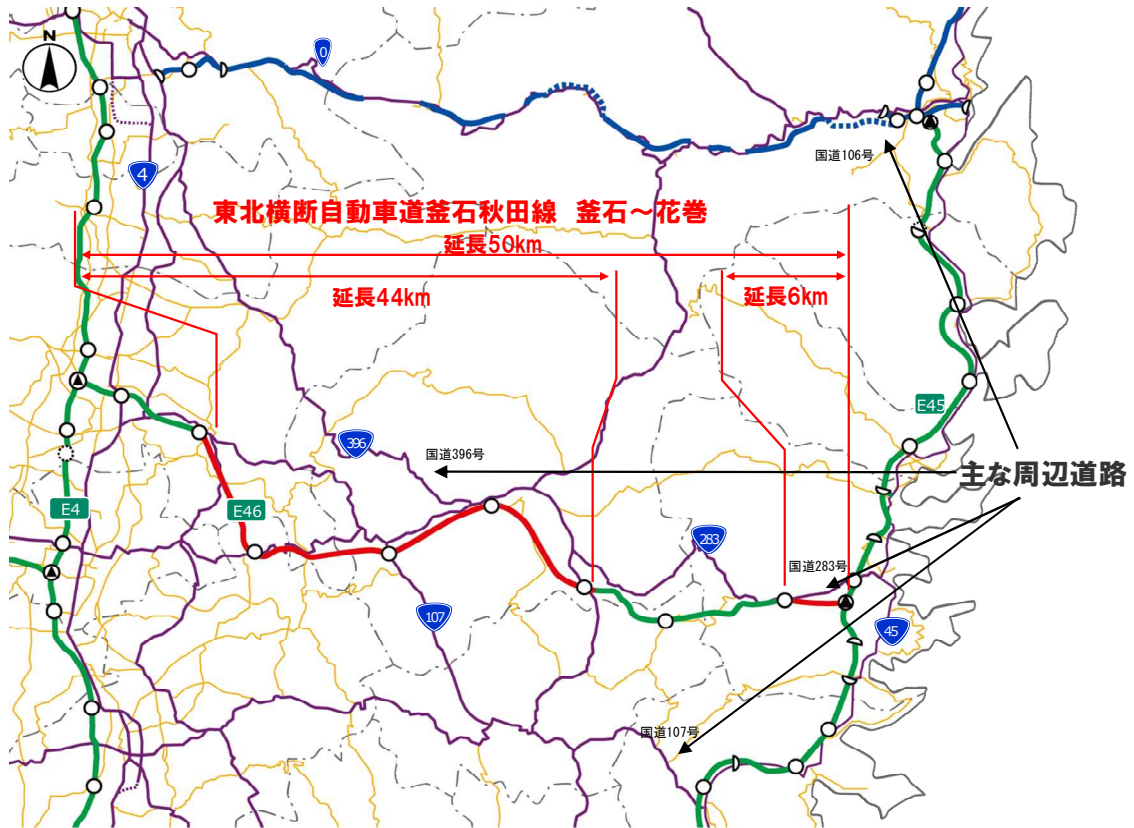 N
0
国道106号
4
東北横断自動車道釜石秋田線 釜石~花巻
延長50km
延長44km
延長6km
E45
396
国道396号
主な周辺道路
E4
E46
283
国道283号
107
45
国道107号